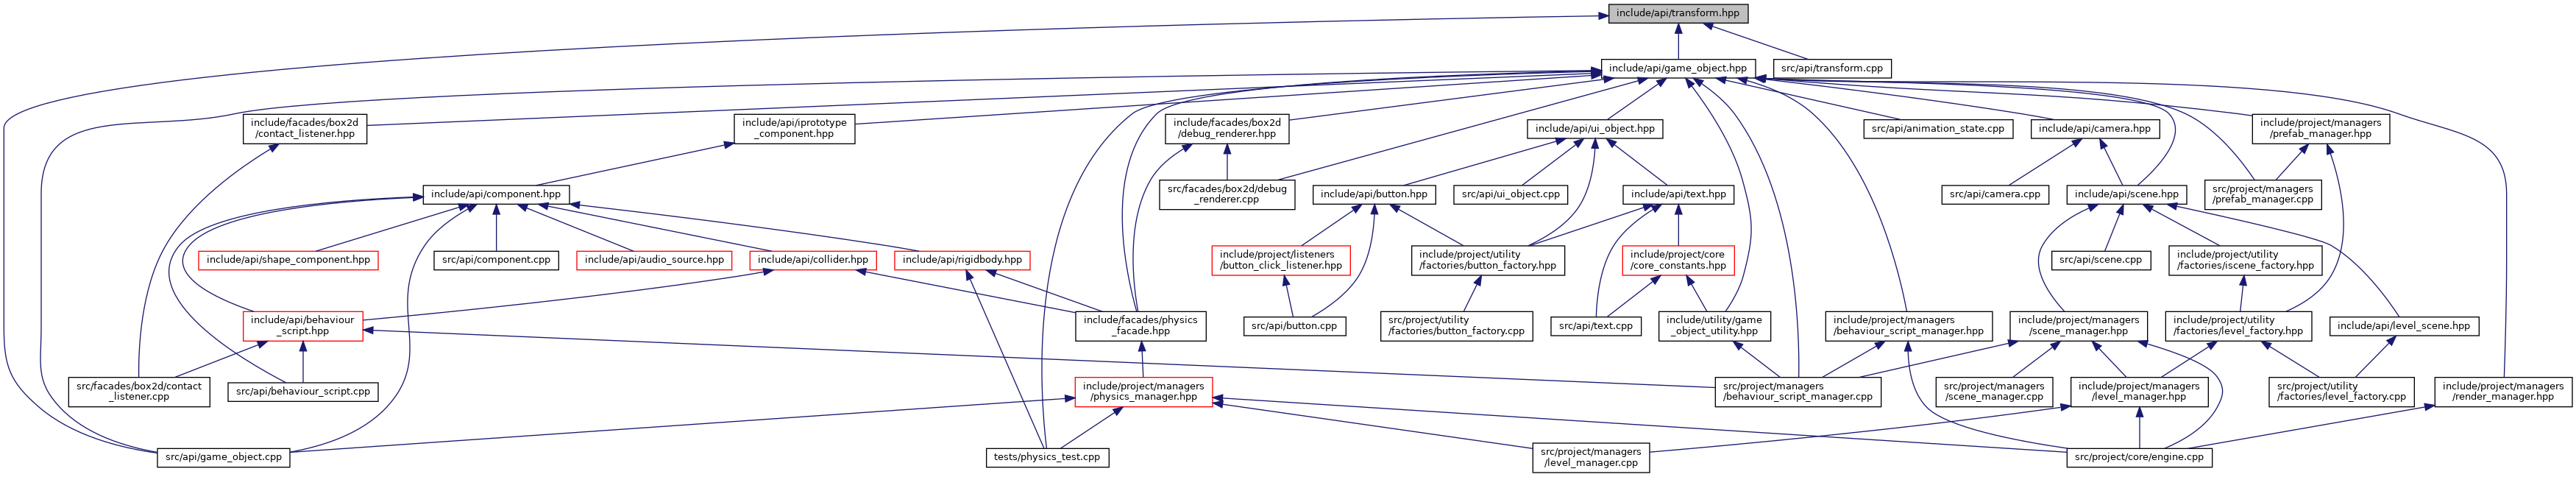 include/api/transform.hpp
include/api/game_object.hpp
src/api/transform.cpp
include/facades/box2d
/contact_listener.hpp
include/api/iprototype
_component.hpp
include/facades/box2d
/debug_renderer.hpp
include/api/ui_object.hpp
src/api/animation_state.cpp
include/api/camera.hpp
include/project/managers
/prefab_manager.hpp
include/api/component.hpp
src/facades/box2d/debug
_renderer.cpp
include/api/button.hpp
src/api/ui_object.cpp
include/api/text.hpp
src/api/camera.cpp
include/api/scene.hpp
src/project/managers
/prefab_manager.cpp
include/api/shape_component.hpp
src/api/component.cpp
include/api/audio_source.hpp
include/api/collider.hpp
include/api/rigidbody.hpp
include/project/listeners
/button_click_listener.hpp
include/project/utility
/factories/button_factory.hpp
include/project/core
/core_constants.hpp
src/api/scene.cpp
include/project/utility
/factories/iscene_factory.hpp
include/api/behaviour
_script.hpp
include/facades/physics
_facade.hpp
src/api/button.cpp
src/project/utility
/factories/button_factory.cpp
src/api/text.cpp
include/utility/game
_object_utility.hpp
include/project/managers
/behaviour_script_manager.hpp
include/project/managers
/scene_manager.hpp
include/project/utility
/factories/level_factory.hpp
include/api/level_scene.hpp
src/facades/box2d/contact
_listener.cpp
src/api/behaviour_script.cpp
include/project/managers
/physics_manager.hpp
src/project/managers
/behaviour_script_manager.cpp
src/project/managers
/scene_manager.cpp
include/project/managers
/level_manager.hpp
src/project/utility
/factories/level_factory.cpp
include/project/managers
/render_manager.hpp
src/api/game_object.cpp
tests/physics_test.cpp
src/project/managers
/level_manager.cpp
src/project/core/engine.cpp